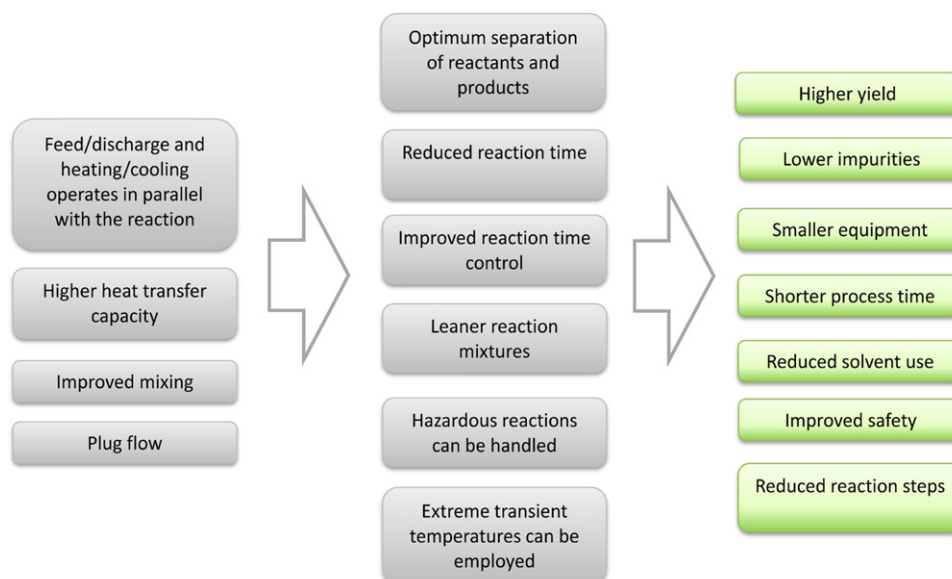 Feed/discharge and
heating/cooling
operates in parallel
with the reaction
Higher heat transfer
capacity
Improved mixing
Plug flow
Optimum separation
of reactants and
products
Reduced reaction time
Improved reaction time
control
Leaner reaction
mixtures
Hazardous reactions
can be handled
Extreme transient
temperatures can be
employed
Higher yield
Lower impurities
Smaller equipment
Shorter process time
Reduced solvent use
Improved safety
Reduced reaction steps